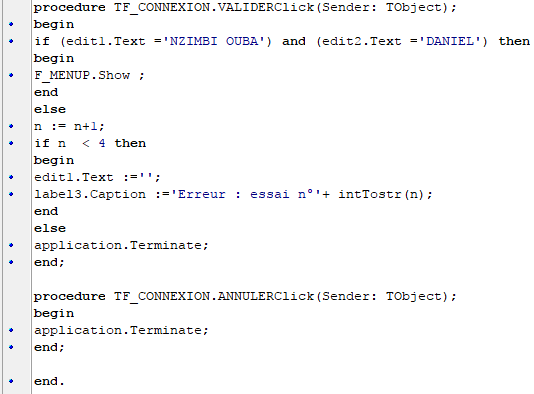 procedure TF_CONNEXION.VALIDERClick(Sender: TObject);
begin
if (edit1.Text ='NZIMBI OUBA') and (edit2.Text ='DANIEL') then
begin
F_MENUP.Show ;
end
else
n := n+1;
if n  < 4 then
begin
edit1.Text :='';
label3.Caption :='Erreur : essai n°'+ intTostr(n);
end
else
application.Terminate;
end;

procedure TF_CONNEXION.ANNULERClick(Sender: TObject);
begin
application.Terminate;
end;

end.